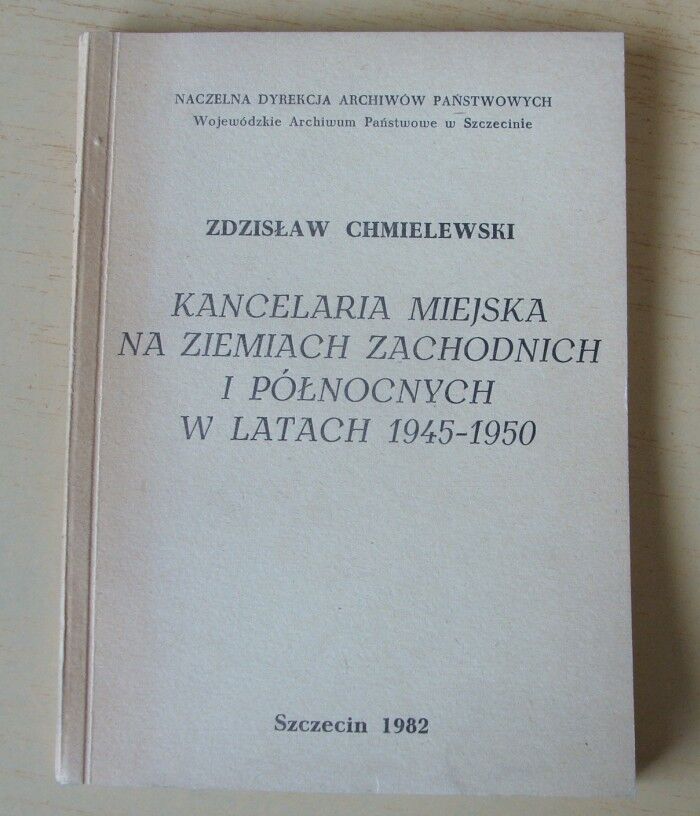 NACZELNA DYREKCJA ARCHIWÓW PAŃSTWOWYCH
Wojewódzkie Archiwum Państwowe w Szczecinie
ZDZISŁAW CHMIELEWSKI
KANCELARIA MIEJSKA
NA ZIEMIACH ZACHODNICH
I PÓŁNOCNYCH
W LATACH 1945-1950
Szczecin 1982